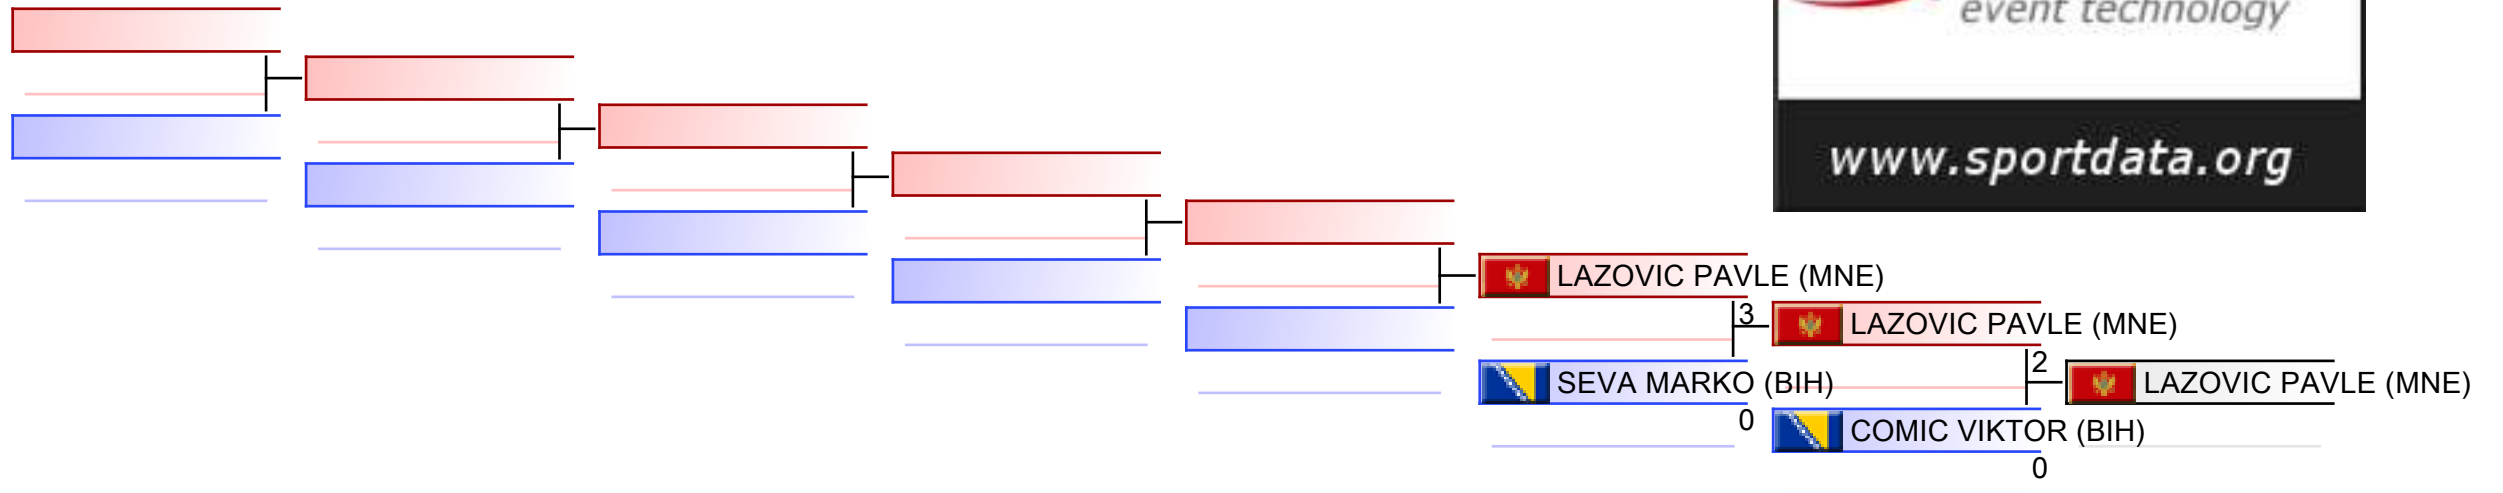 event technology
www.sportdata.org
LAZOVIC PAVLE (MNE)
3
LAZOVIC PAVLE (MNE)
2
SEVA MARKO (BIH)
LAZOVIC PAVLE (MNE)
0
COMIC VIKTOR (BIH)
0